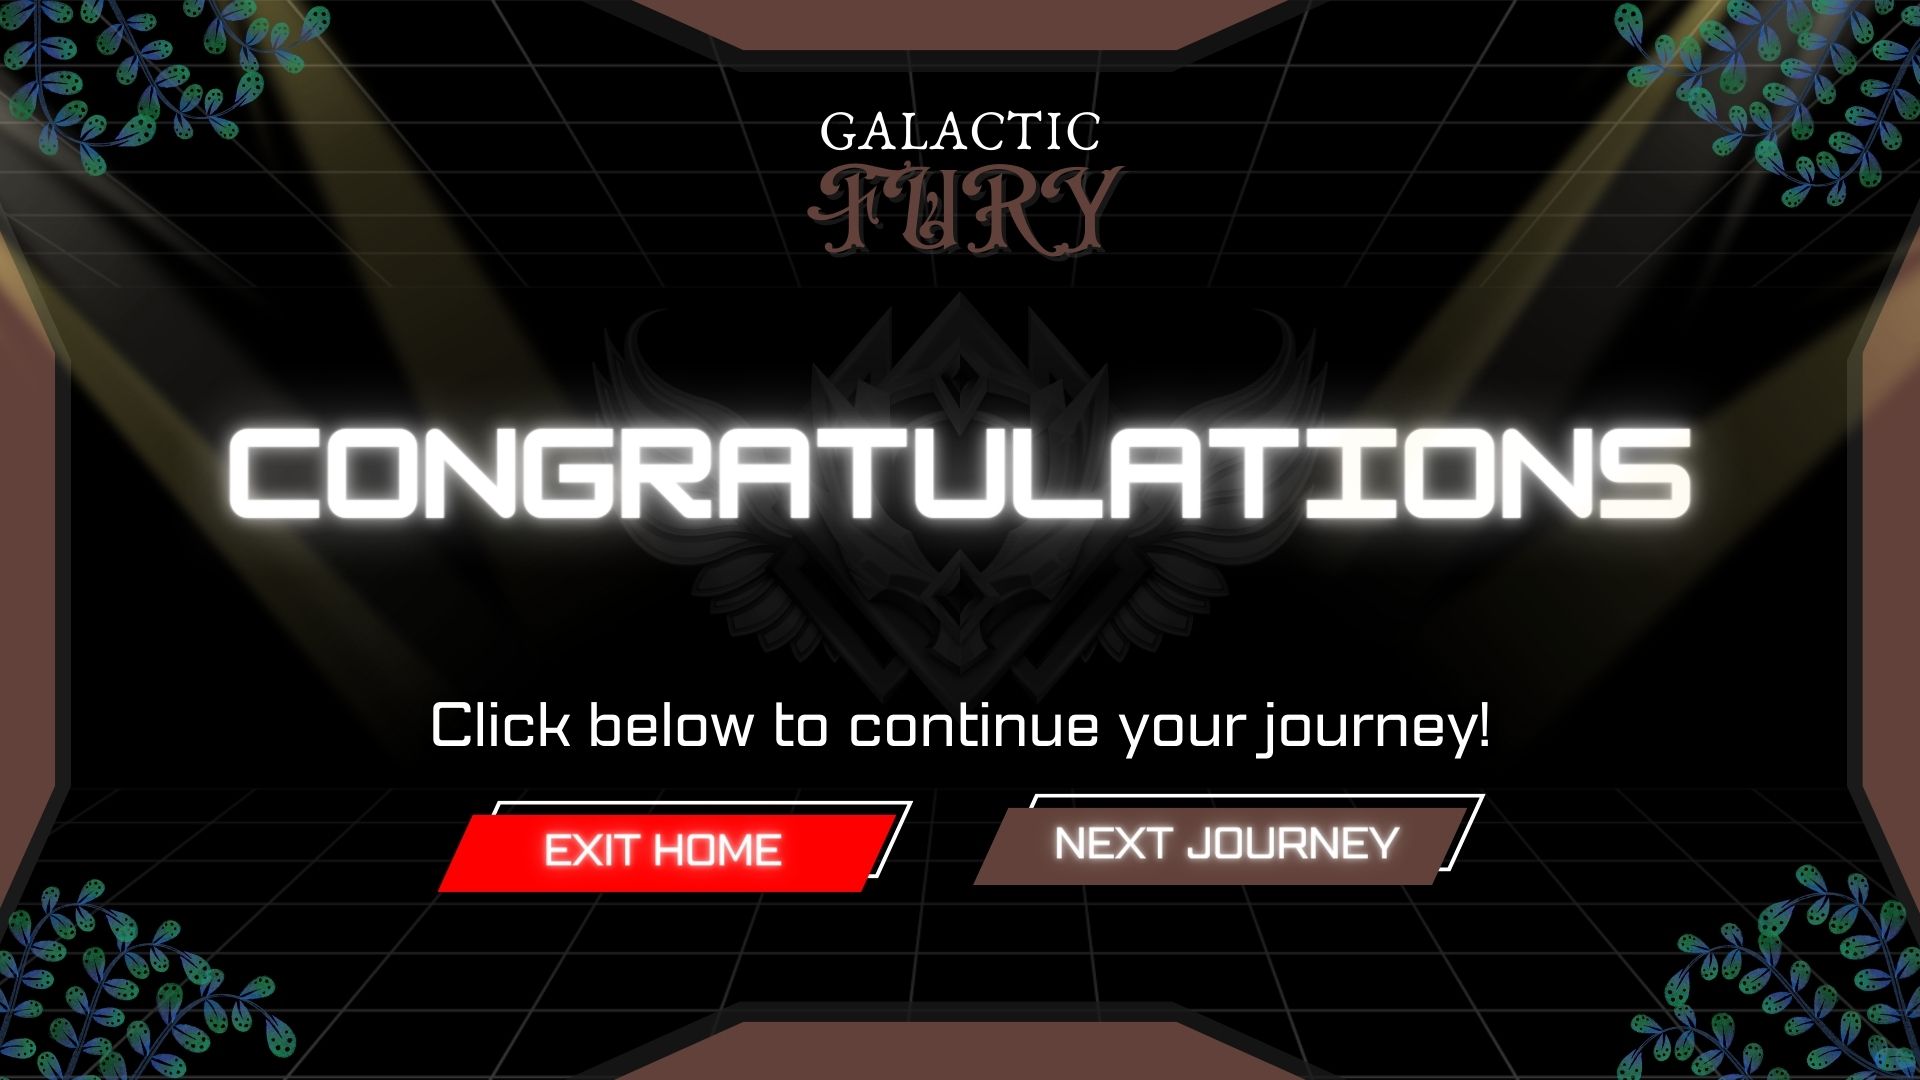 GALACTIC
FURY
CONGRATULATIONS
Click below to continue your journey!
EXIT HOME
NEXT JOURNEY